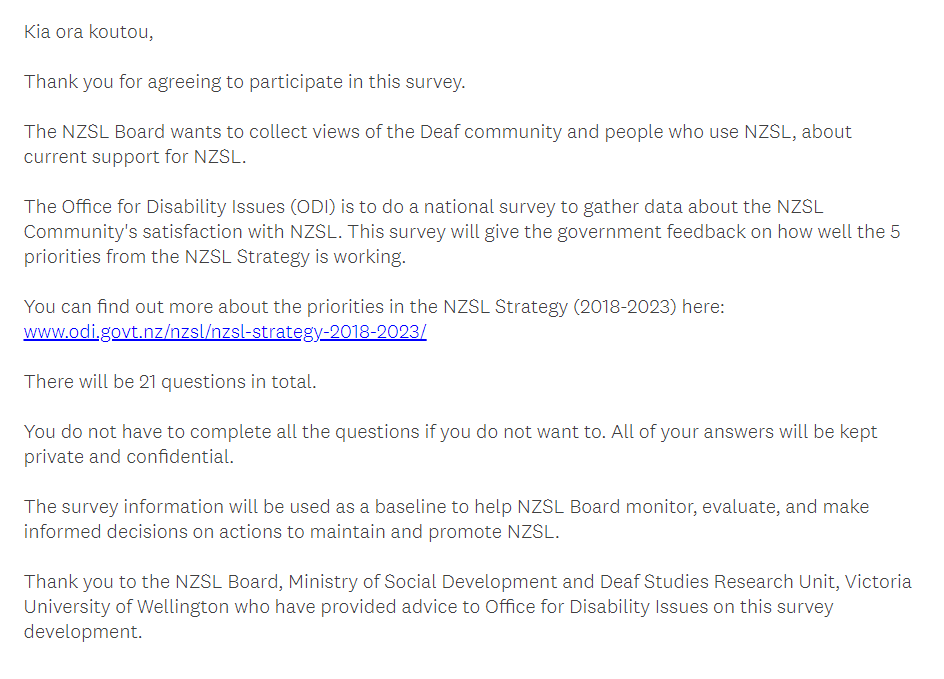 Kia ora koutou,
Thank you for agreeing to participate in this survey.
The NZSL Board wants to collect views of the Deaf community and people who use NZSL, about
current support for NZSL.
The Office for Disability Issues (ODI) is to do a national survey to gather data about the NZSL
Community's satisfaction with NZSL. This survey will give the government feedback on how well the 5
priorities from the NZSL Strategy is working.
You can find out more about the priorities in the NZSL Strategy (2018-2023) here:
www.odi.govt.nz/nzsl/nzsl-strategy-2018-2023/
There will be 21 questions in total.
You do not have to complete all the questions if you do not want to. All of your answers will be kept
private and confidential.
The survey information will be used as a baseline to help NZSL Board monitor, evaluate, and make
informed decisions on actions to maintain and promote NZSL.
Thank you to the NZSL Board, Ministry of Social Development and Deaf Studies Research Unit, Victoria
University of Wellington who have provided advice to Office for Disability Issues on this survey
development.